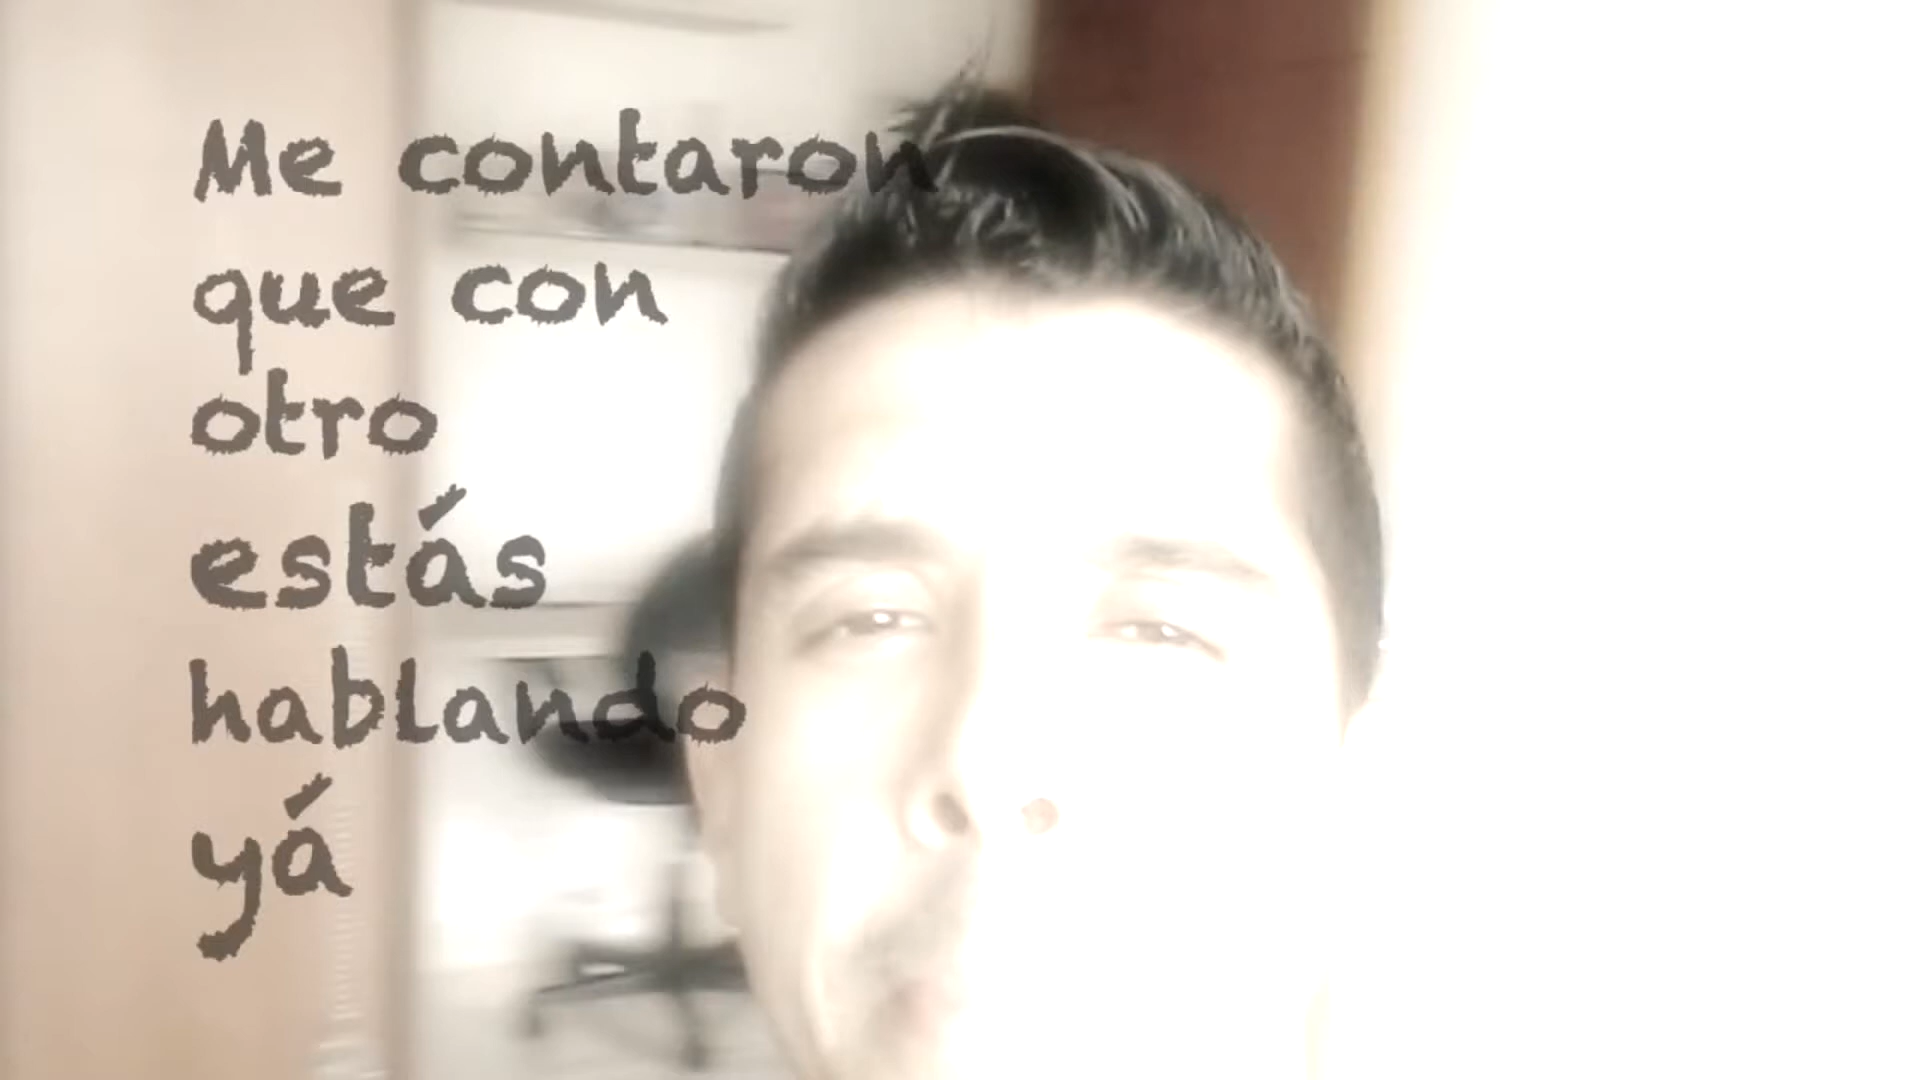 Me contaron
que con
otro
estás
hablando
yá